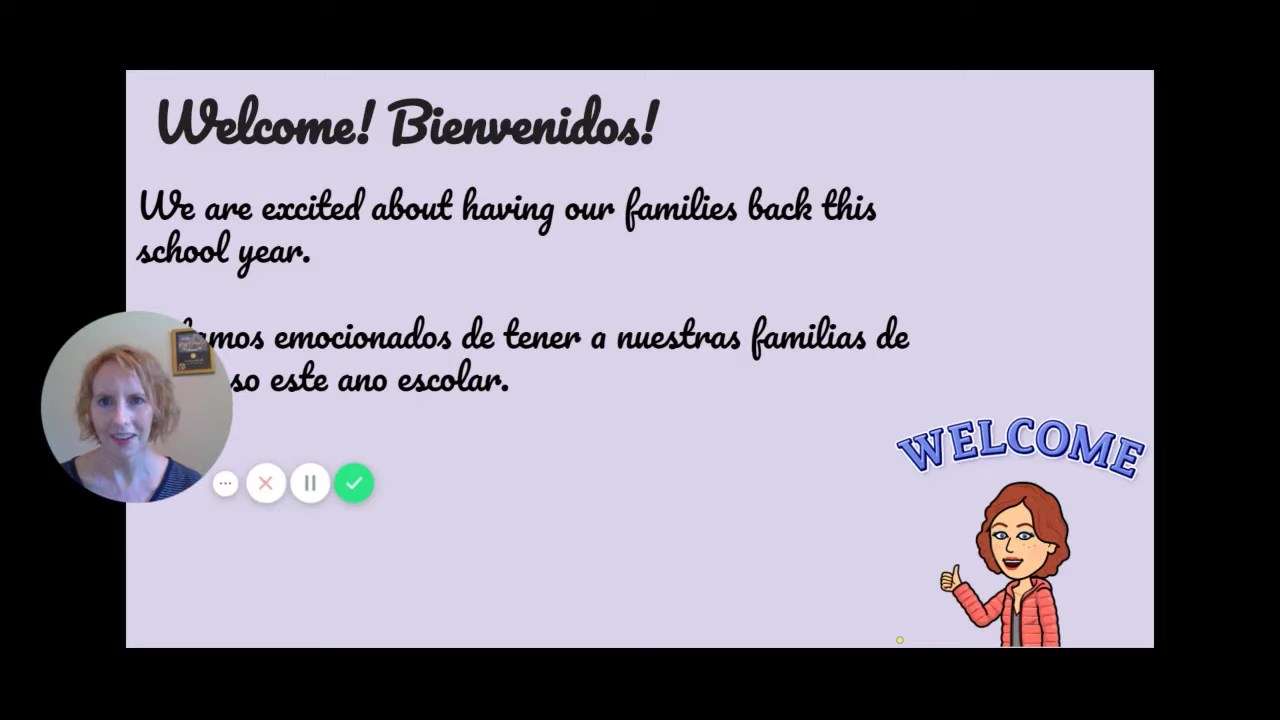 Welcome! Bienvenidos!
We are excited about having our families back this
school year.
emocionados de tener a nuestras familias de
este ano escolar.
WELCOME